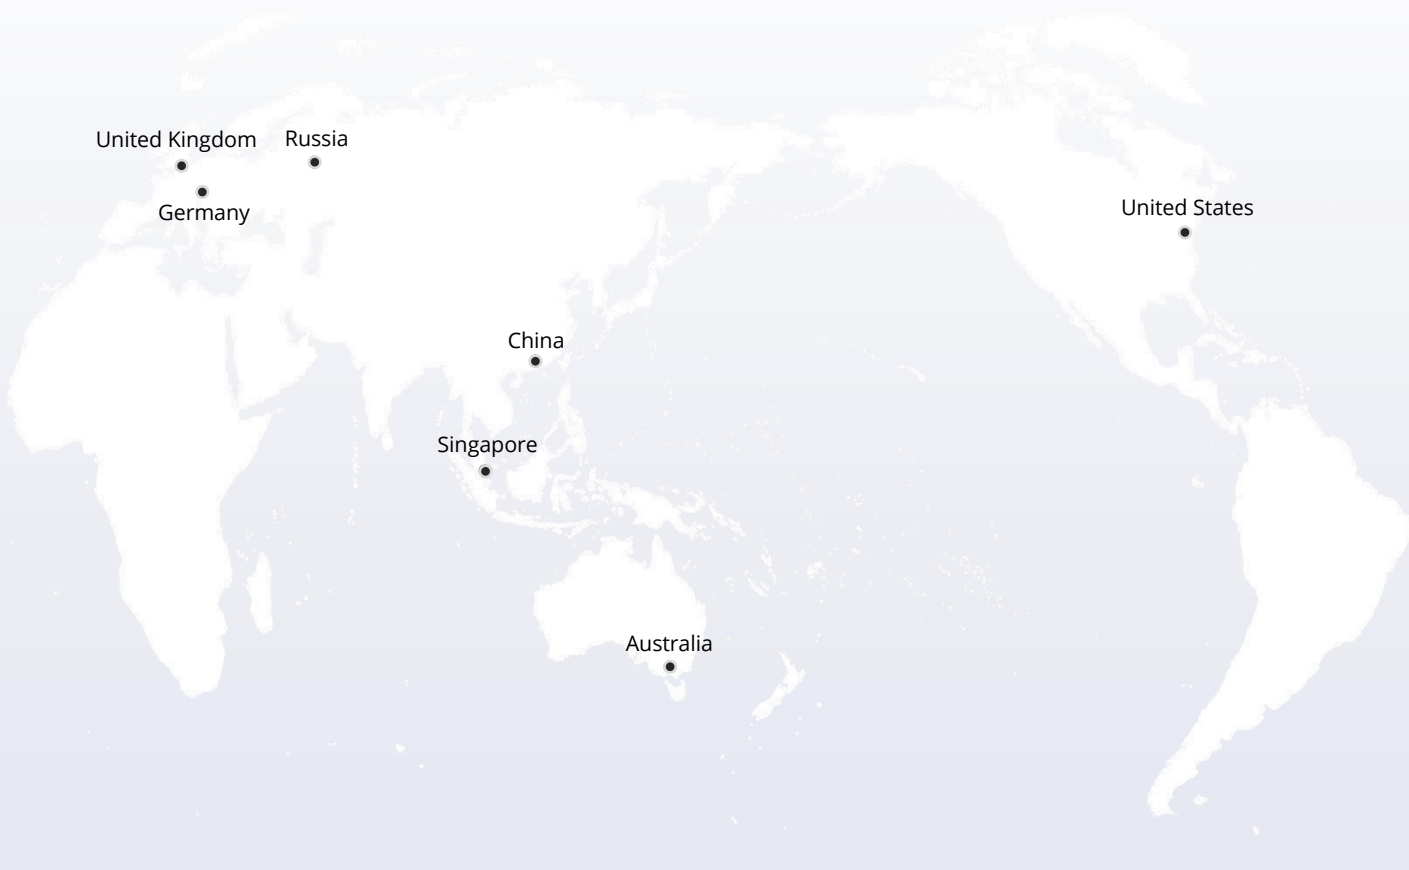 United Kingdom
Russia
Germany
United States
China
Singapore
Australia